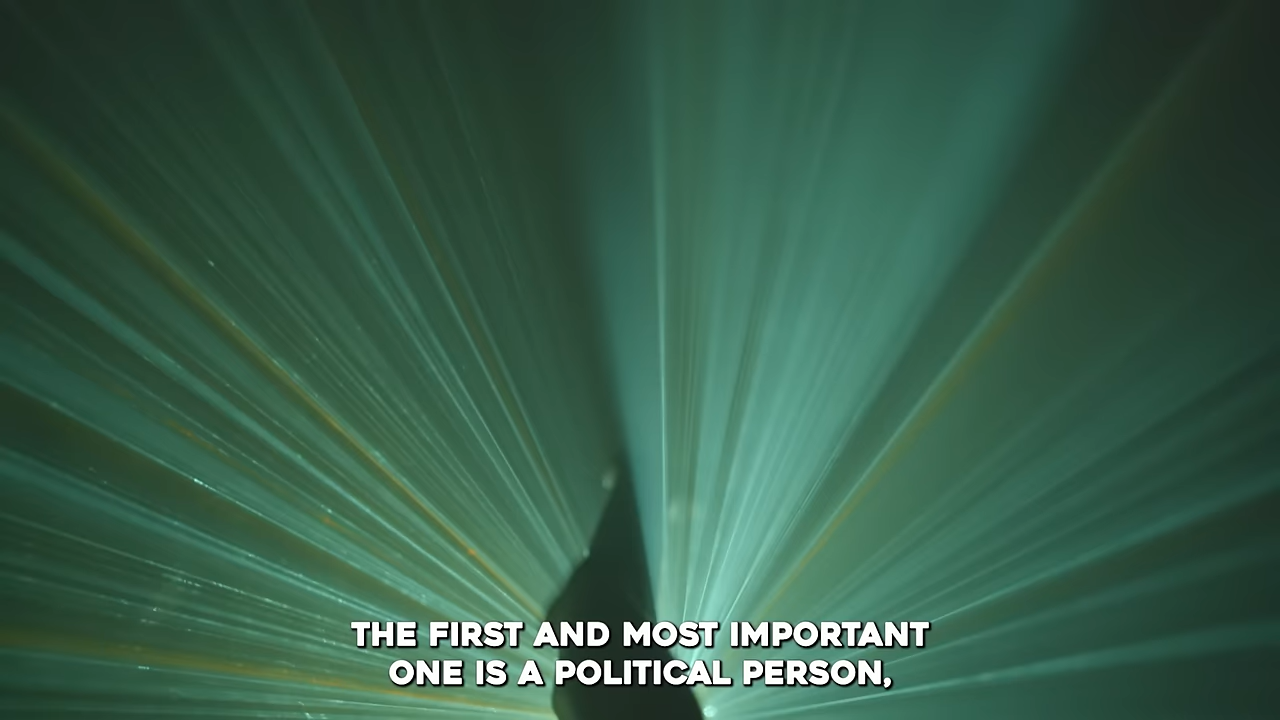 THE FIRST AND MOST IMPORTANT
ONE IS A POLITICAL PERSON,